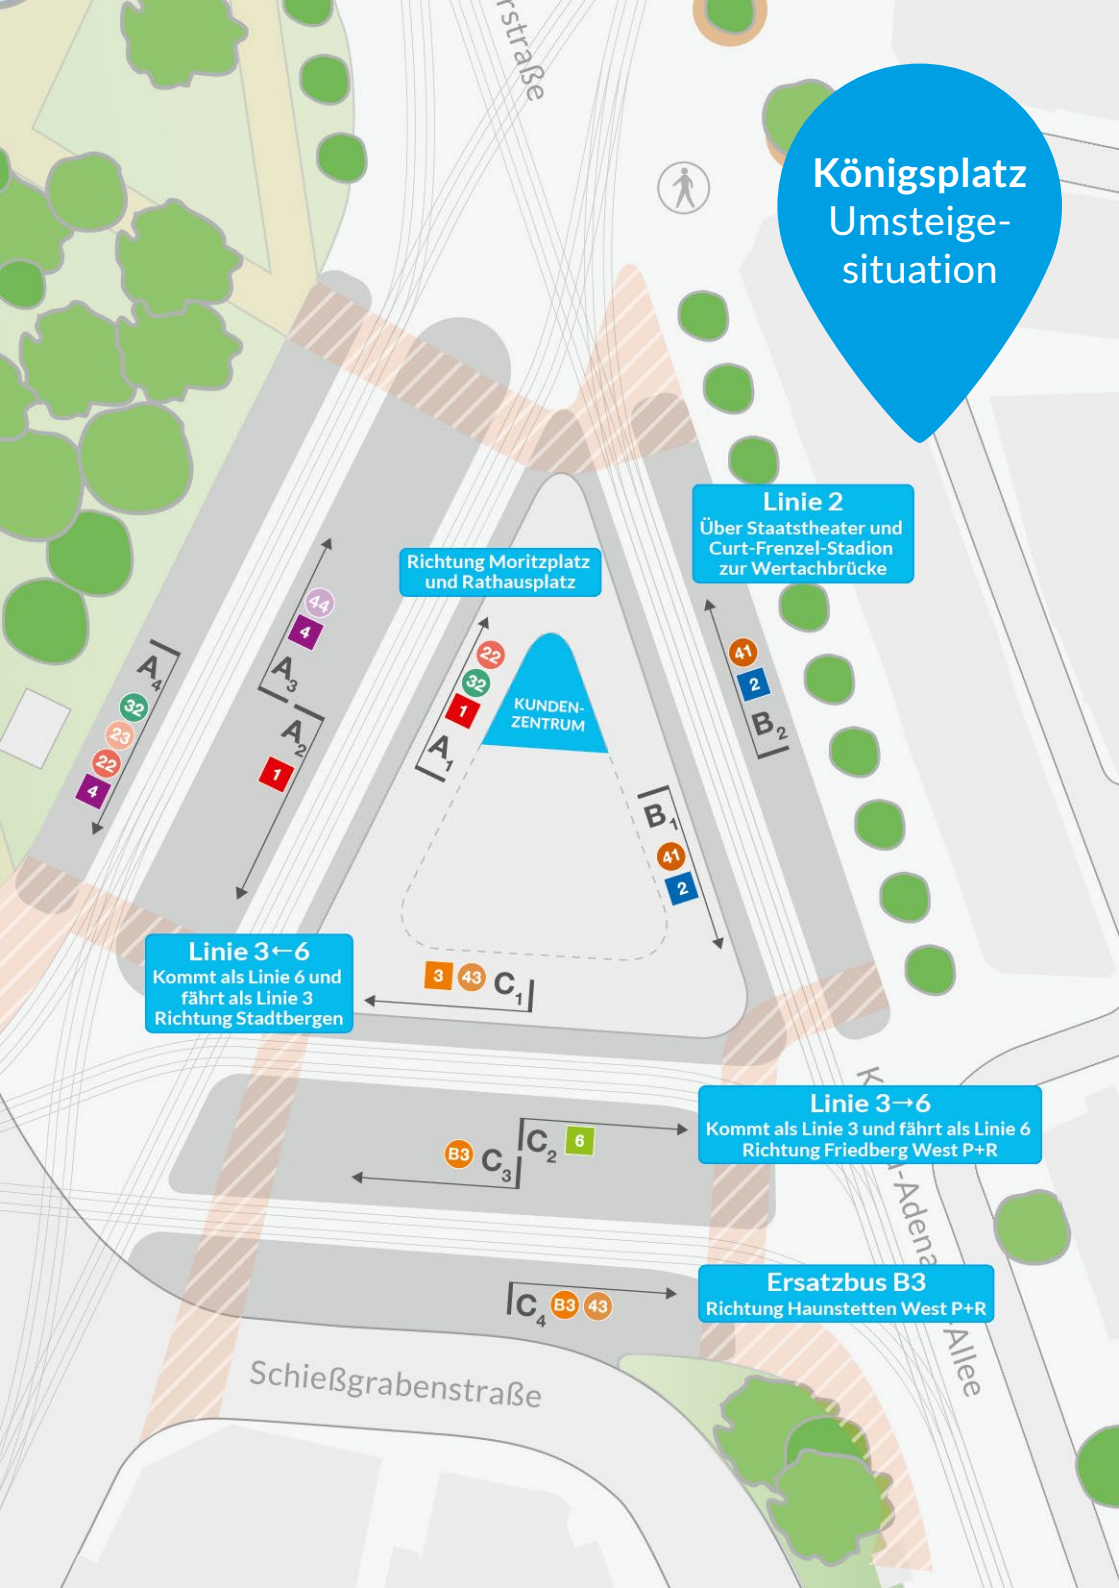 rstraße
Königsplatz
Umsteige-
situation
Linie 2
Über Staatstheater und
Curt-Frenzel-Stadion
zur Wertachbrücke
Richtung Moritzplatz
und Rathausplatz
44
4
A3
A4
32
23
22
4
A2
1
22
32
1
A1
KUNDEN-
ZENTRUM
41
2
B2
B1
41
2
3 43 C1
Linie 3←6
Kommt als Linie 6 und
fährt als Linie 3
Richtung Stadtbergen
Linie 3→6
Kommt als Linie 3 und fährt als Linie 6
Richtung Friedberg West P+R
C2 6
B3 C3
Ersatzbus B3
Richtung Haunstetten West P+R
C4 B3 43
K
-Adena
-Allee
Schießgrabenstraße